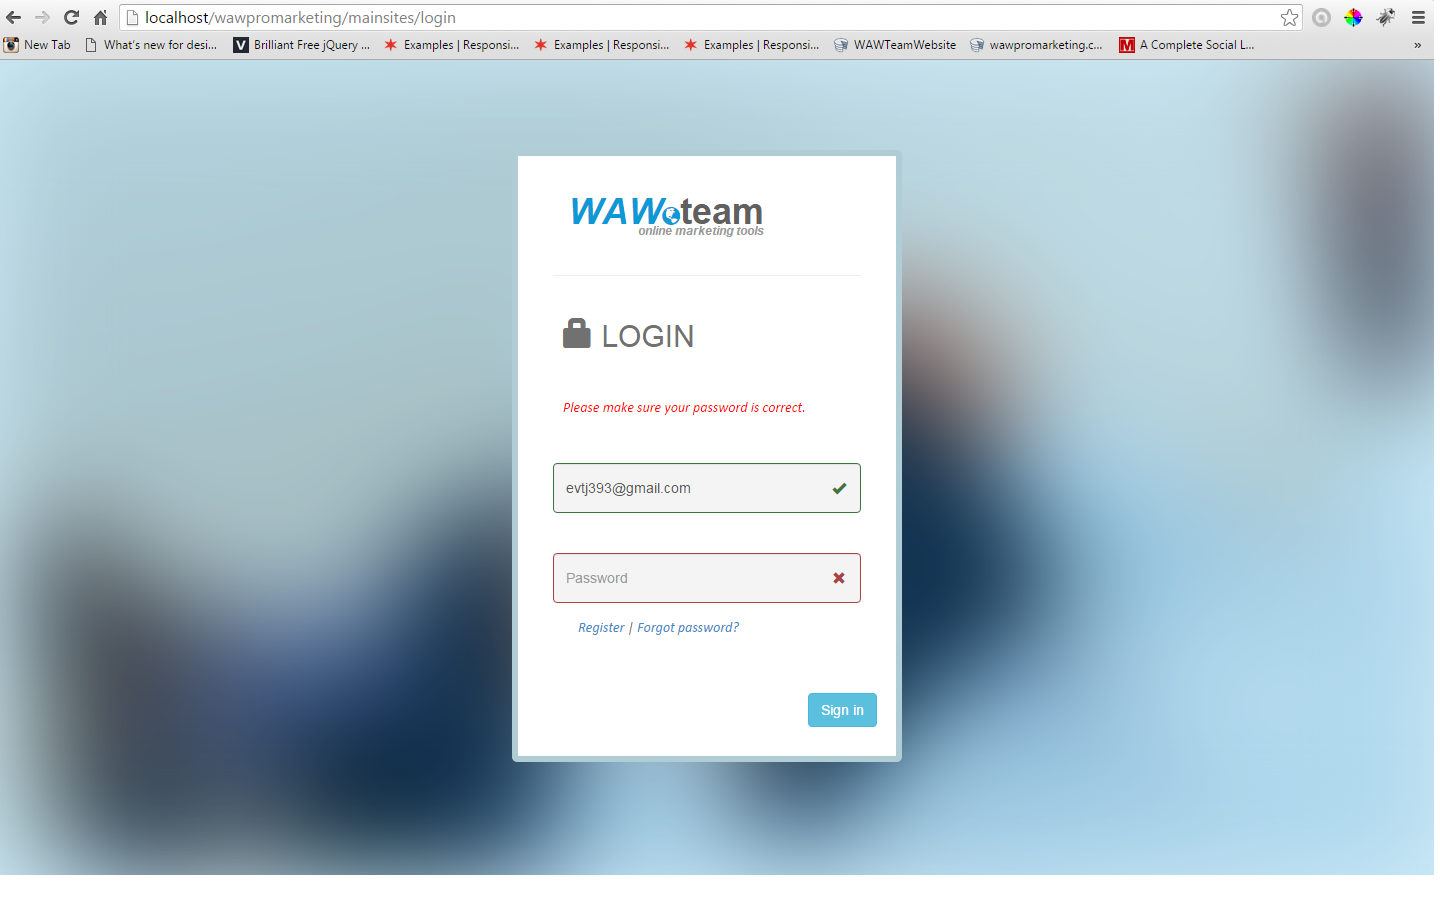 localhost/wawpromarketing/mainsites/login
New Tab What's new for desi... Brilliant Free jQuery ... Examples | Responsi... Examples | Responsi... Examples | Responsi... WAWTeamWebsite wawpromarketing.c... A Complete Social L... »
WAW team
online marketing tools
LOGIN
Please make sure your password is correct.
evtj393@gmail.com
Password
Register | Forgot password?
Sign in